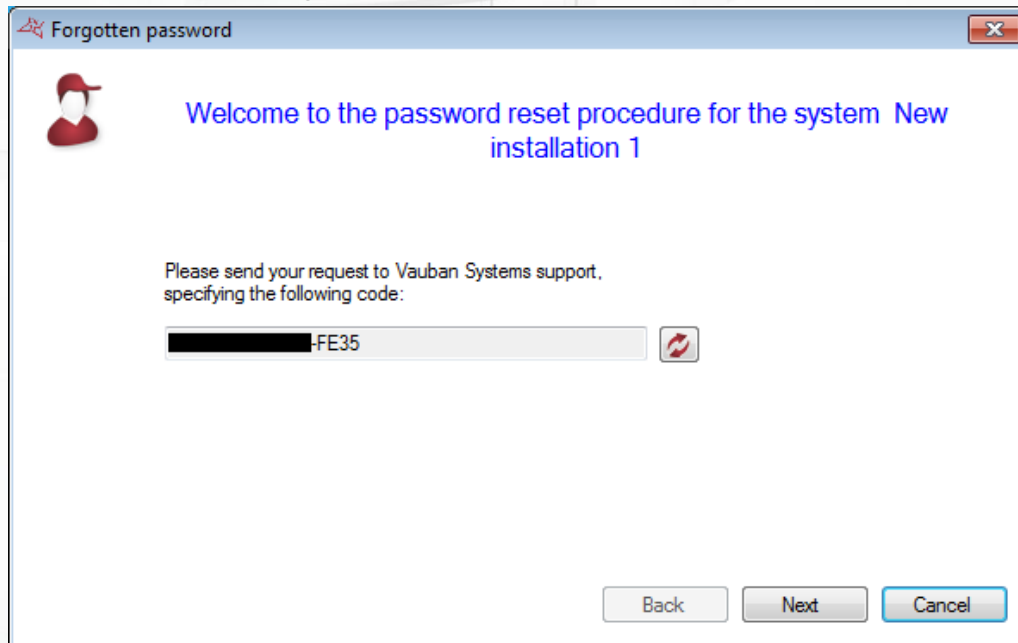 Forgotten password
Welcome to the password reset procedure for the system  New
installation 1
Please send your request to Vauban Systems support,
specifying the following code:
-FE35
Back
Next
Cancel